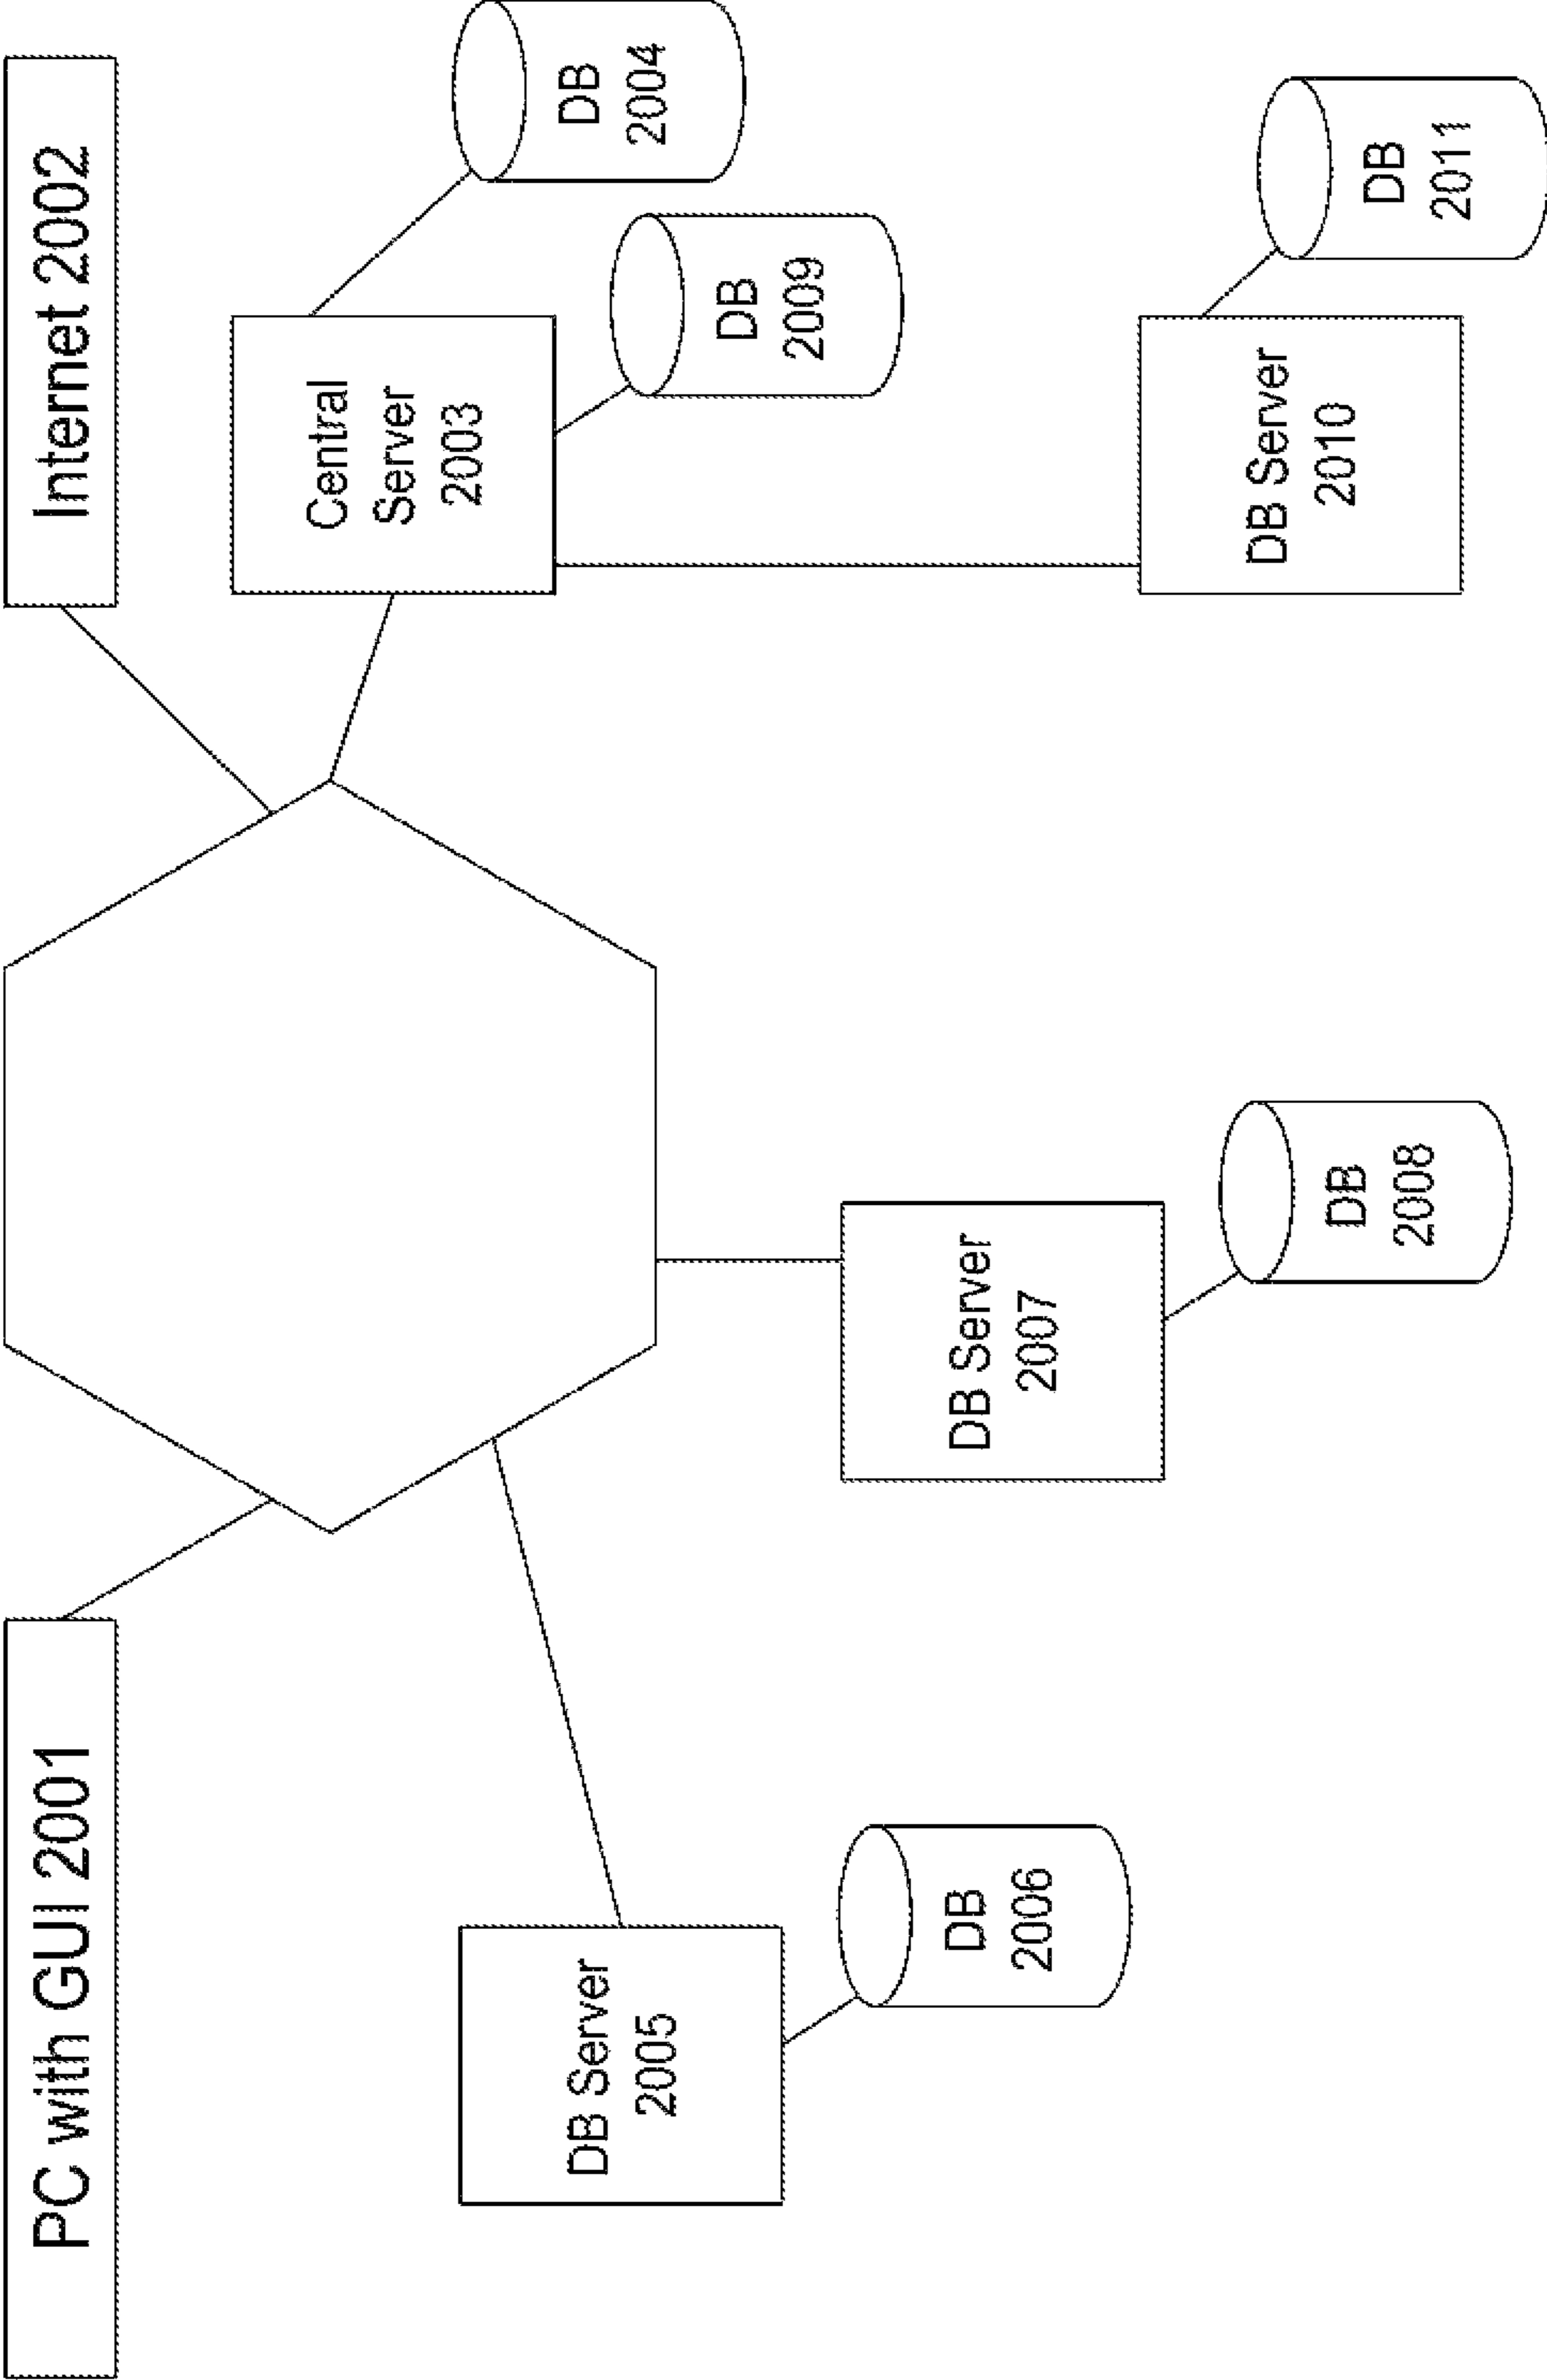 PC with GUI 2001
Internet 2002
Central
Server
2003
DB
2004
DB
2009
DB Server
2005
DB
2006
DB Server
2007
DB
2008
DB Server
2010
DB
2011